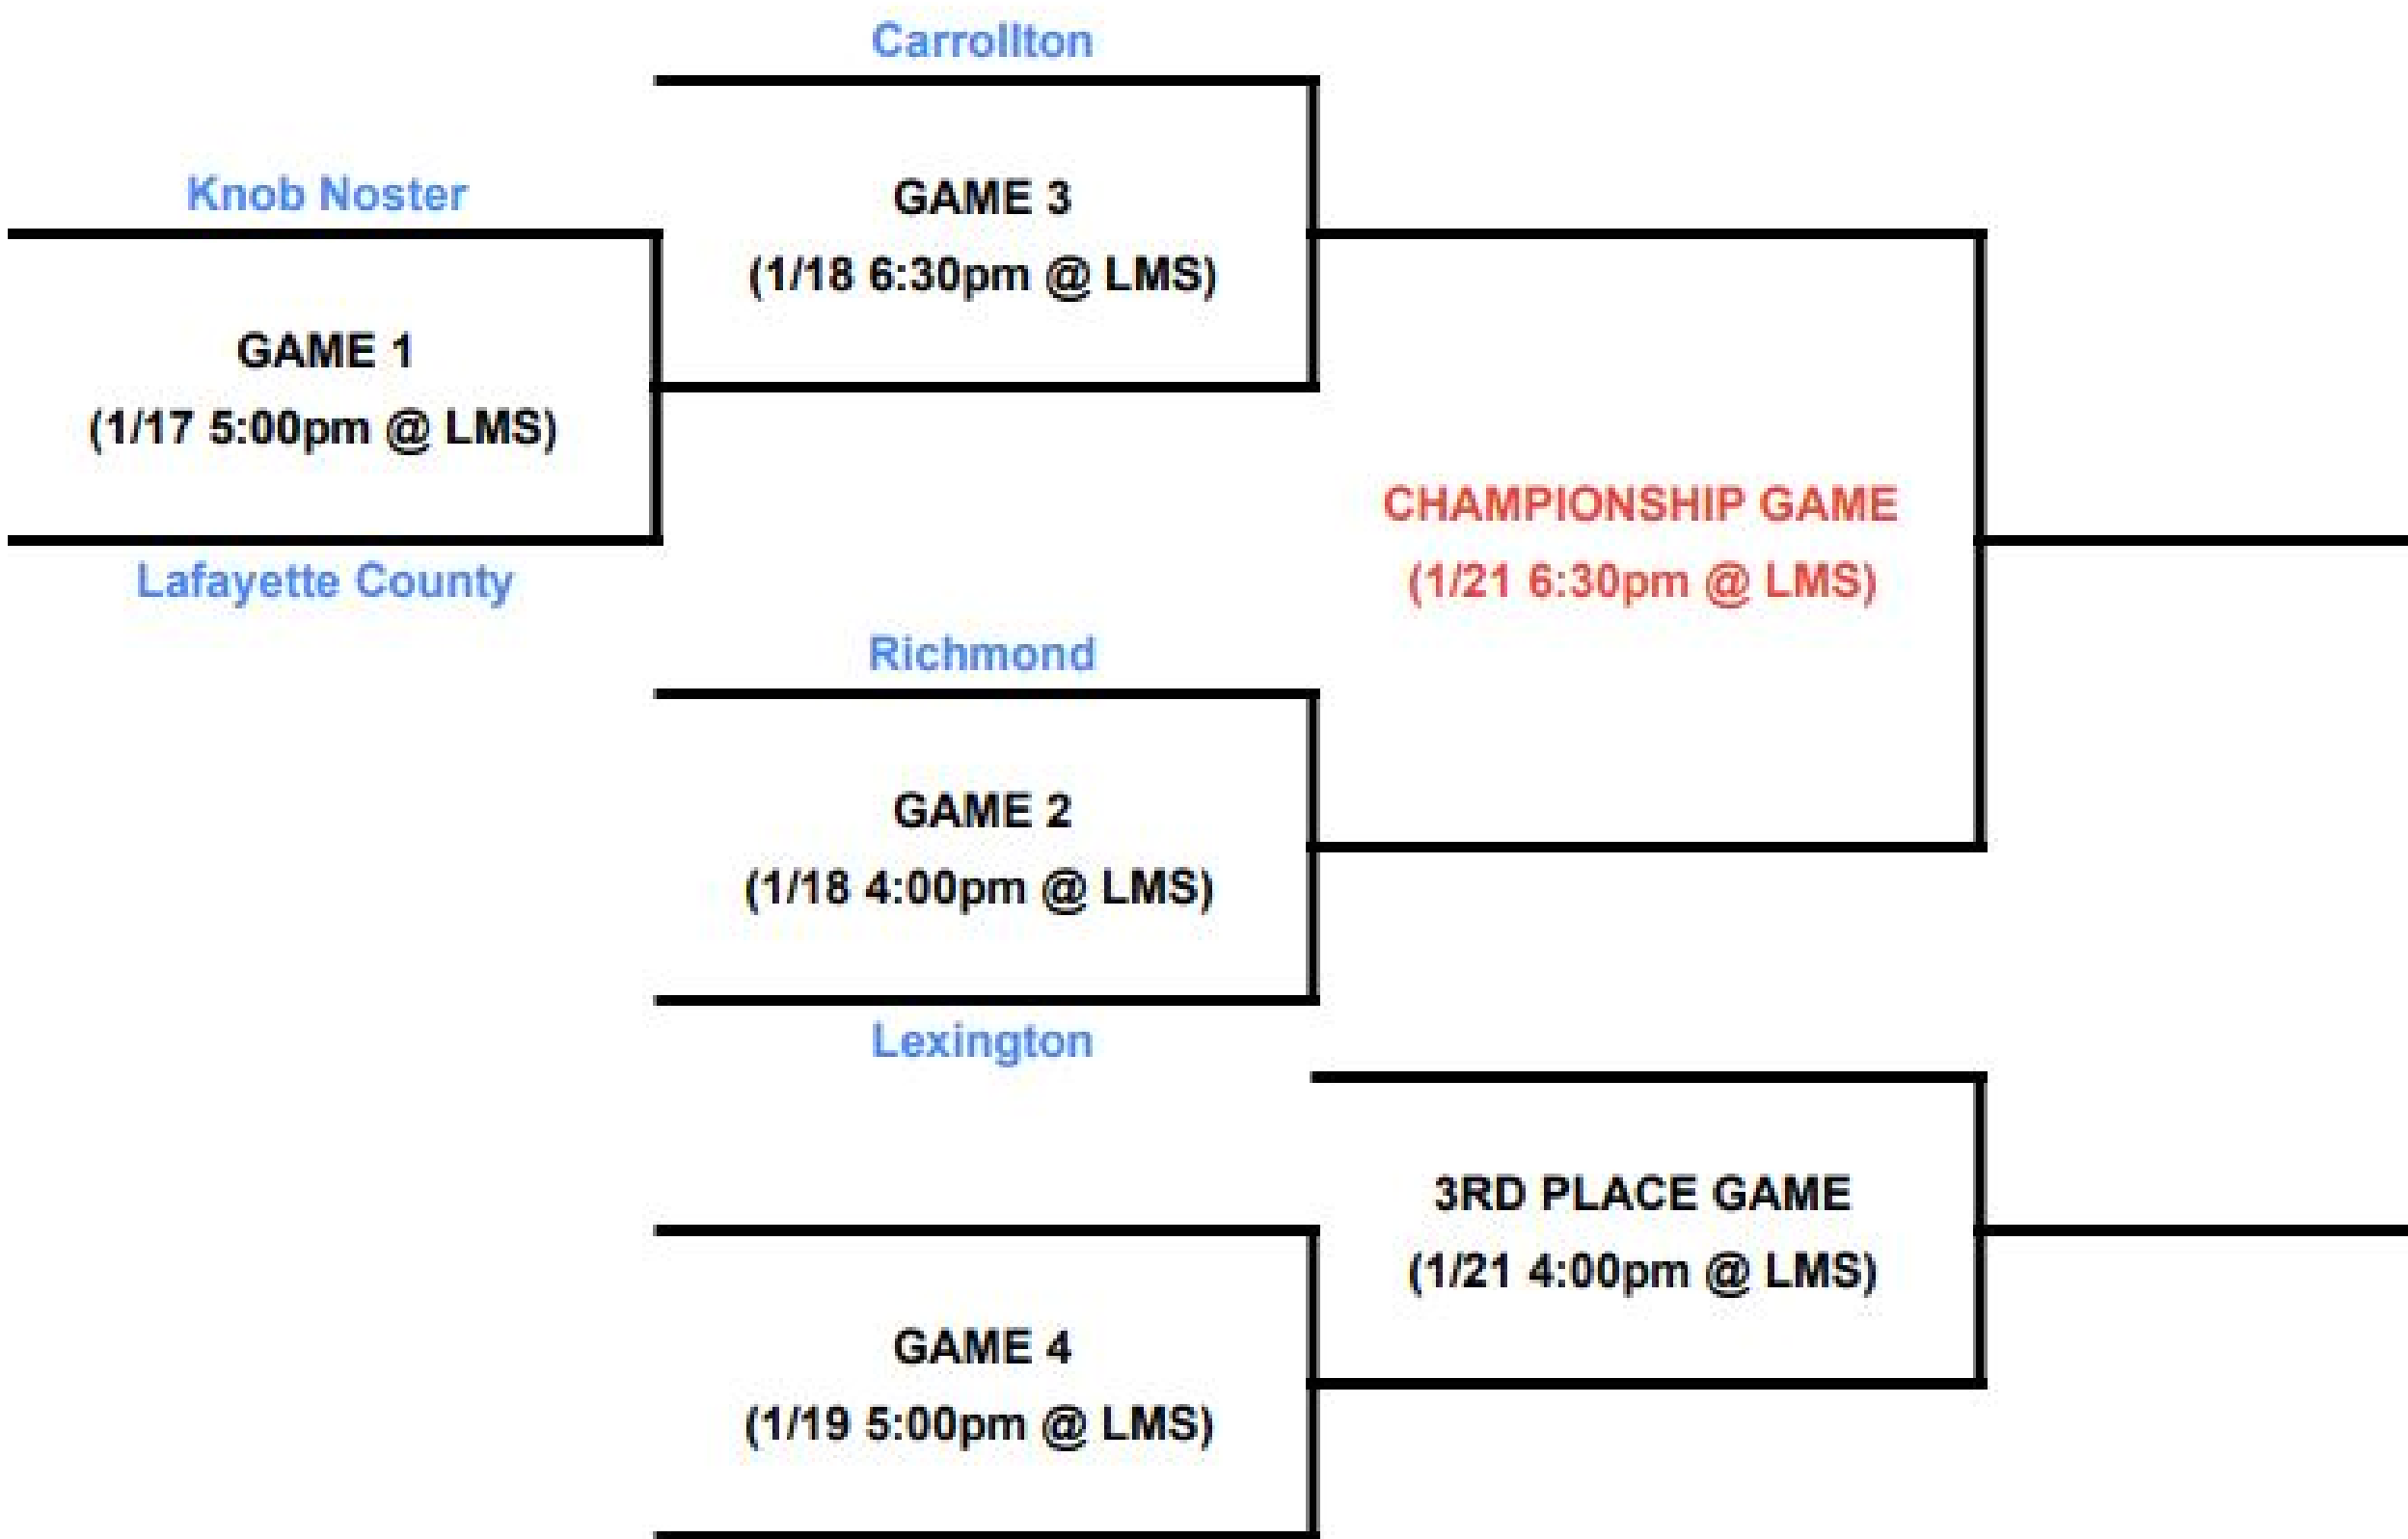 Carrollton
Knob Noster
GAME 3
(1/18 6:30pm @ LMS)
GAME 1
(1/17 5:00pm @ LMS)
CHAMPIONSHIP GAME
(1/21 6:30pm @ LMS)
Lafayette County
Richmond
GAME 2
(1/18 4:00pm @ LMS)
Lexington
3RD PLACE GAME
(1/21 4:00pm @ LMS)
GAME 4
(1/19 5:00pm @ LMS)